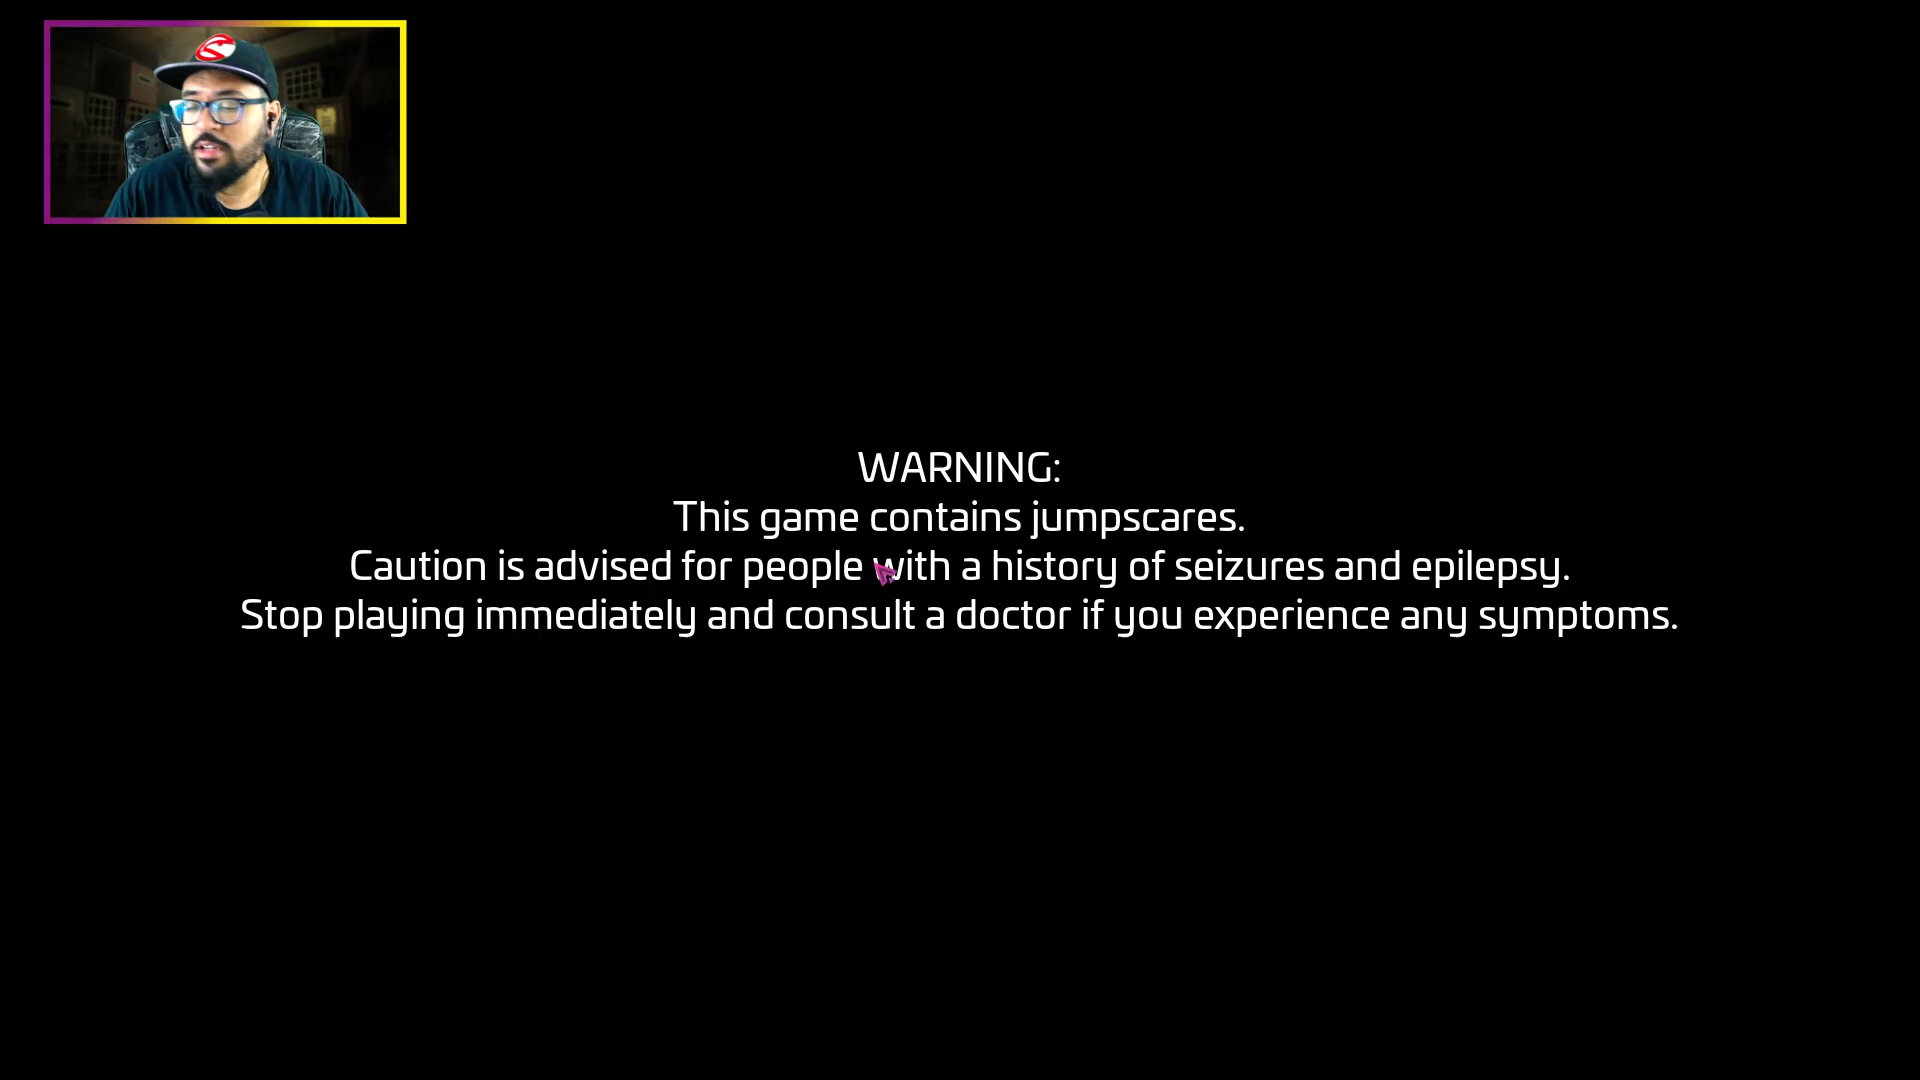 WARNING:
This game contains jumpscares.
Caution is advised for people with a history of seizures and epilepsy.
Stop playing immediately and consult a doctor if you experience any symptoms.